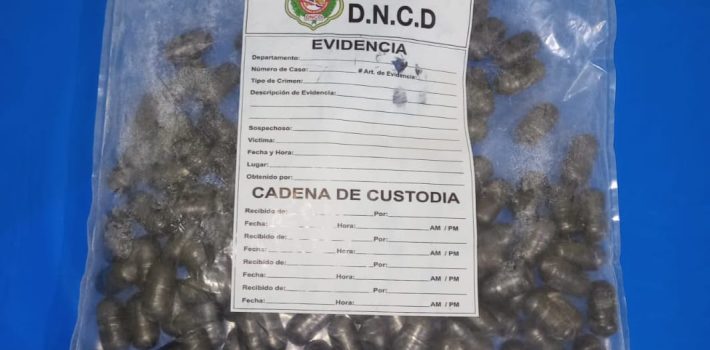 D.N.C.D
DNCD
EVIDENCIA
Departamento:
Número de Caso: # Art. de Evidencia:
Tipo de Crimen:
Descripción de Evidencia:
Sospechoso:
Víctima:
Fecha y Hora:
Lugar:
Obtenido por:
CADENA DE CUSTODIA
Recibido de: Por:
Fecha: Hora: AM / PM
Recibido de: Por:
Fecha: Hora: AM / PM
Recibido de: Por:
Fecha: Hora: AM / PM
Recibido de: Por:
Fecha: Hora: AM / PM